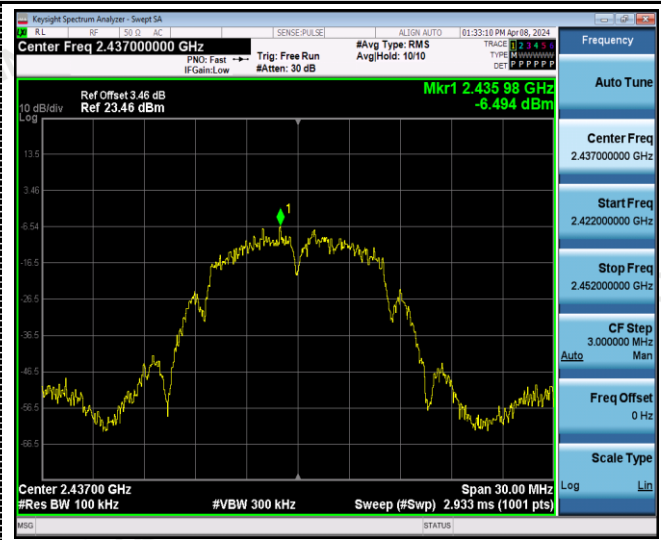 Keysight Spectrum Analyzer - Swept SA
RL RF 50 Ω AC SENSE:PULSE ALIGN AUTO 01:33:10 PM Apr 08, 2024
Center Freq 2.437000000 GHz #Avg Type: RMS TRACE 1 2 3 4 5 6
PNO: Fast Trig: Free Run Avg|Hold: 10/10 TYPE M WWWWW
IFGain:Low #Atten: 30 dB DET P P P P P P
Mkr1 2.435 98 GHz
-6.494 dBm
Ref Offset 3.46 dB
10 dB/div Ref 23.46 dBm
Log
13.5
3.46
-6.54
-16.5
-26.5
-36.5
-46.5
-56.5
-66.5
1
Center 2.43700 GHz Span 30.00 MHz
#Res BW 100 kHz #VBW 300 kHz Sweep (#Swp) 2.933 ms (1001 pts)
MSG STATUS
Frequency
Auto Tune
Center Freq
2.437000000 GHz
Start Freq
2.422000000 GHz
Stop Freq
2.452000000 GHz
CF Step
3.000000 MHz
Auto Man
Freq Offset
0 Hz
Scale Type
Log Lin